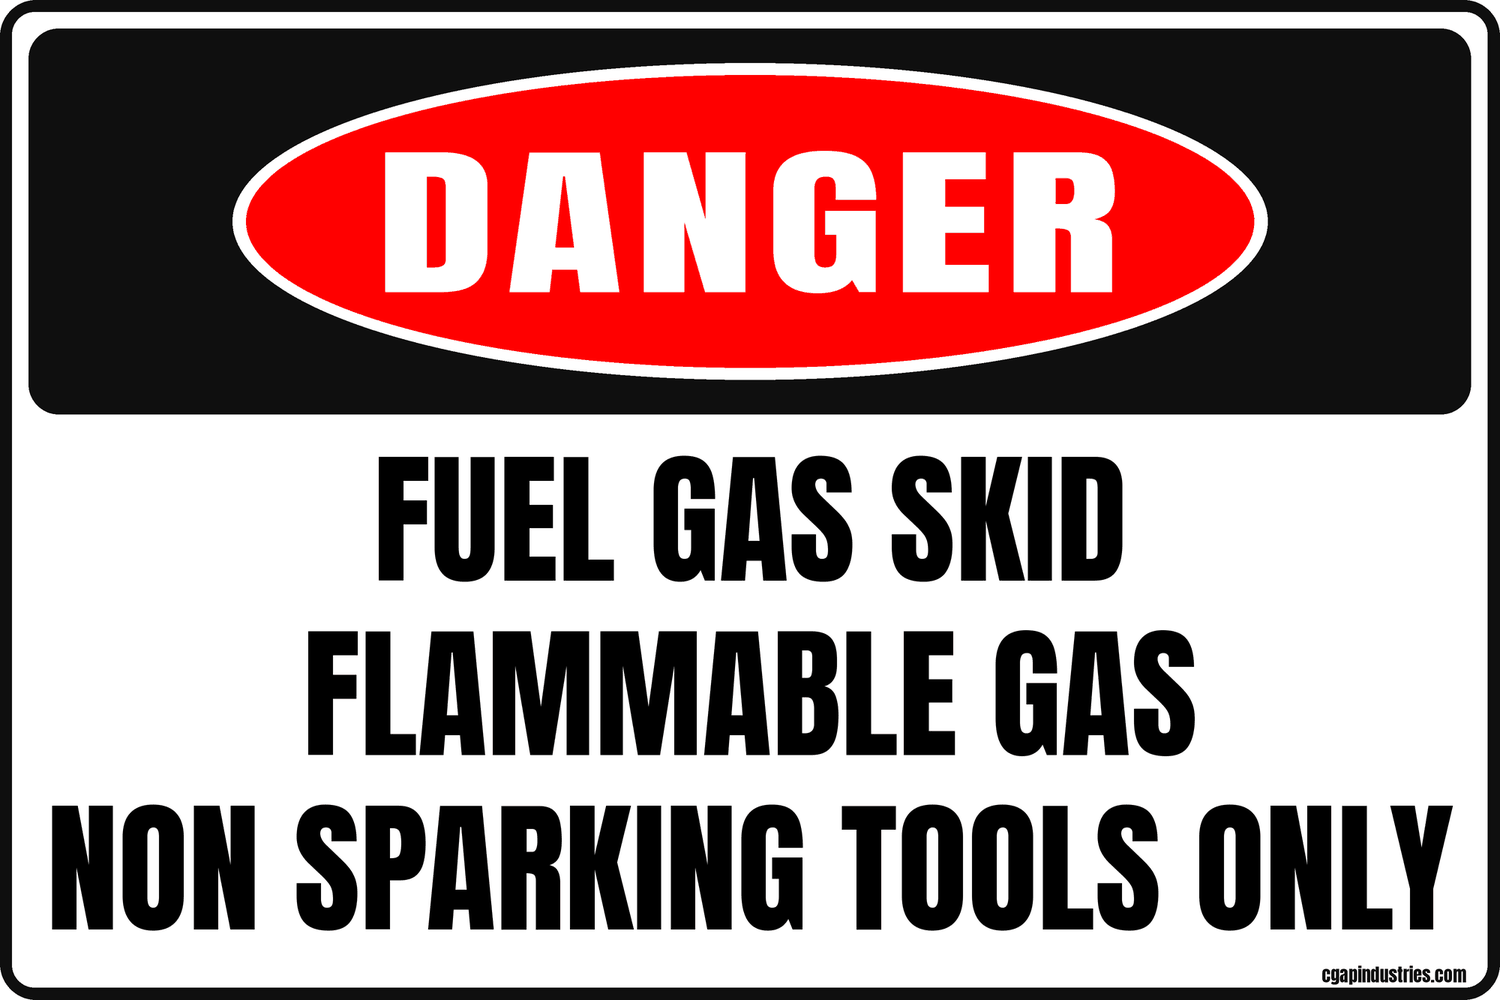 DANGER
FUEL GAS SKID
FLAMMABLE GAS
NON SPARKING TOOLS ONLY
cgapindustries.com